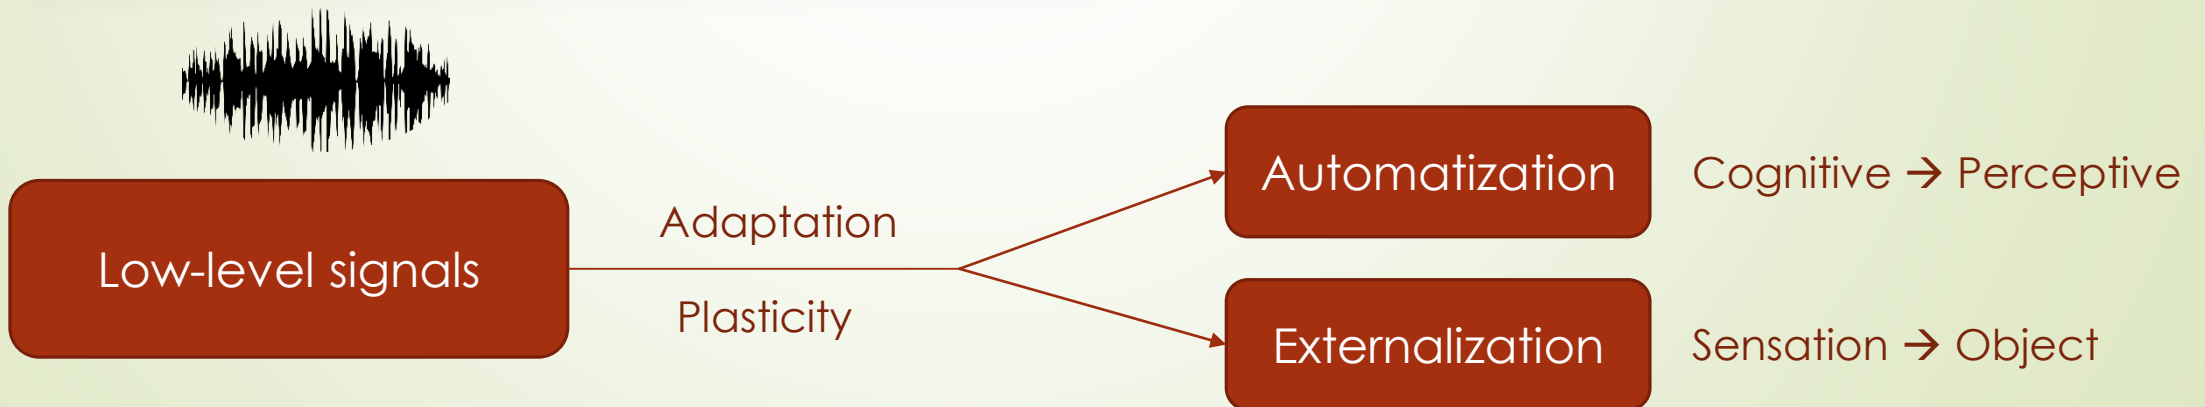 Low-level signals
Adaptation
Plasticity
Automatization
Cognitive → Perceptive
Externalization
Sensation → Object